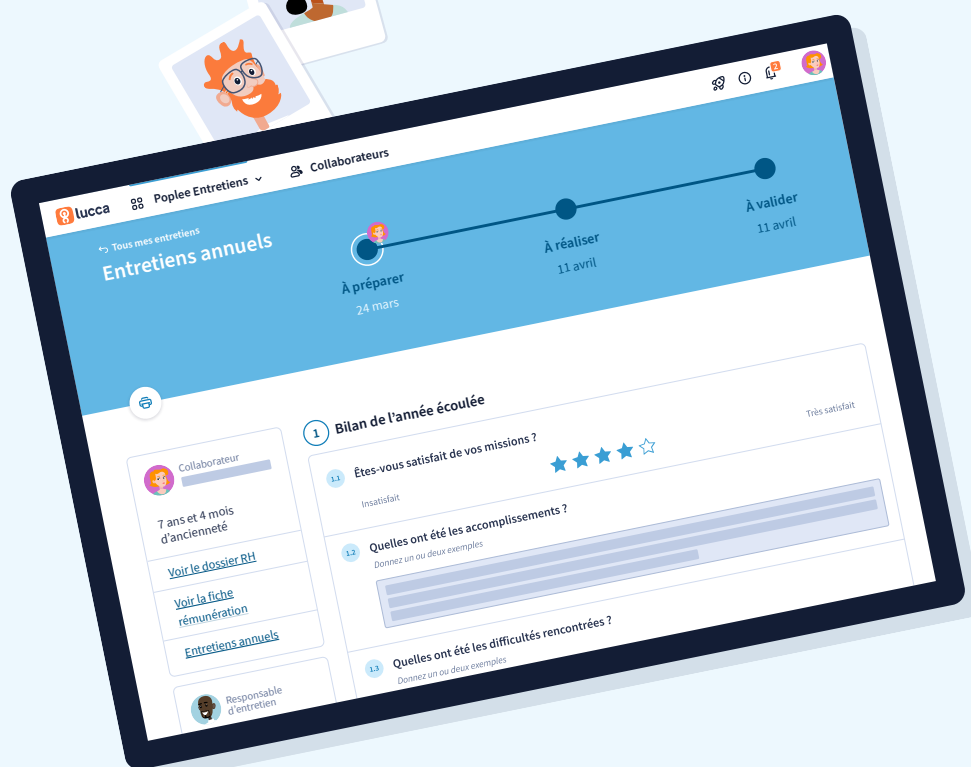 lucca
Poplee Entretiens
Collaborateurs
2
Tous mes entretiens
Entretiens annuels
À préparer
24 mars
À réaliser
11 avril
À valider
11 avril
Collaborateur
7 ans et 4 mois
d'ancienneté
Voir le dossier RH
Voir la fiche
rémunération
Entretiens annuels
Responsable
d'entretien
1 Bilan de l'année écoulée
1.1 Êtes-vous satisfait de vos missions ?
Insatisfait
Très satisfait
1.2 Quelles ont été les accomplissements ?
Donnez un ou deux exemples
1.3 Quelles ont été les difficultés rencontrées ?
Donnez un ou deux exemples